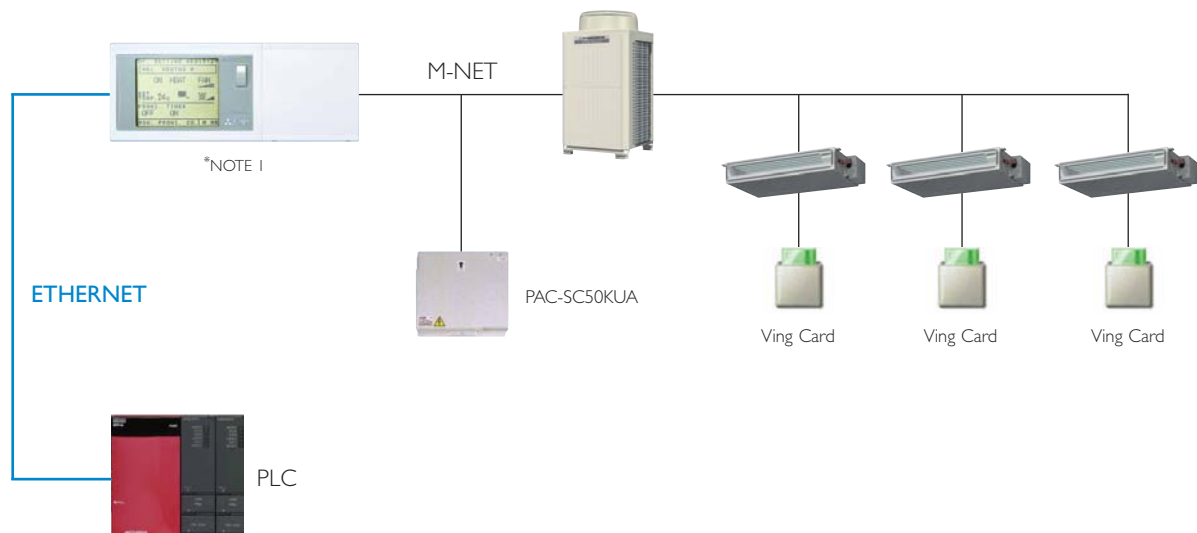 M-NET
*NOTE 1
ETHERNET
PAC-SC50KUA
Ving Card
Ving Card
Ving Card
PLC